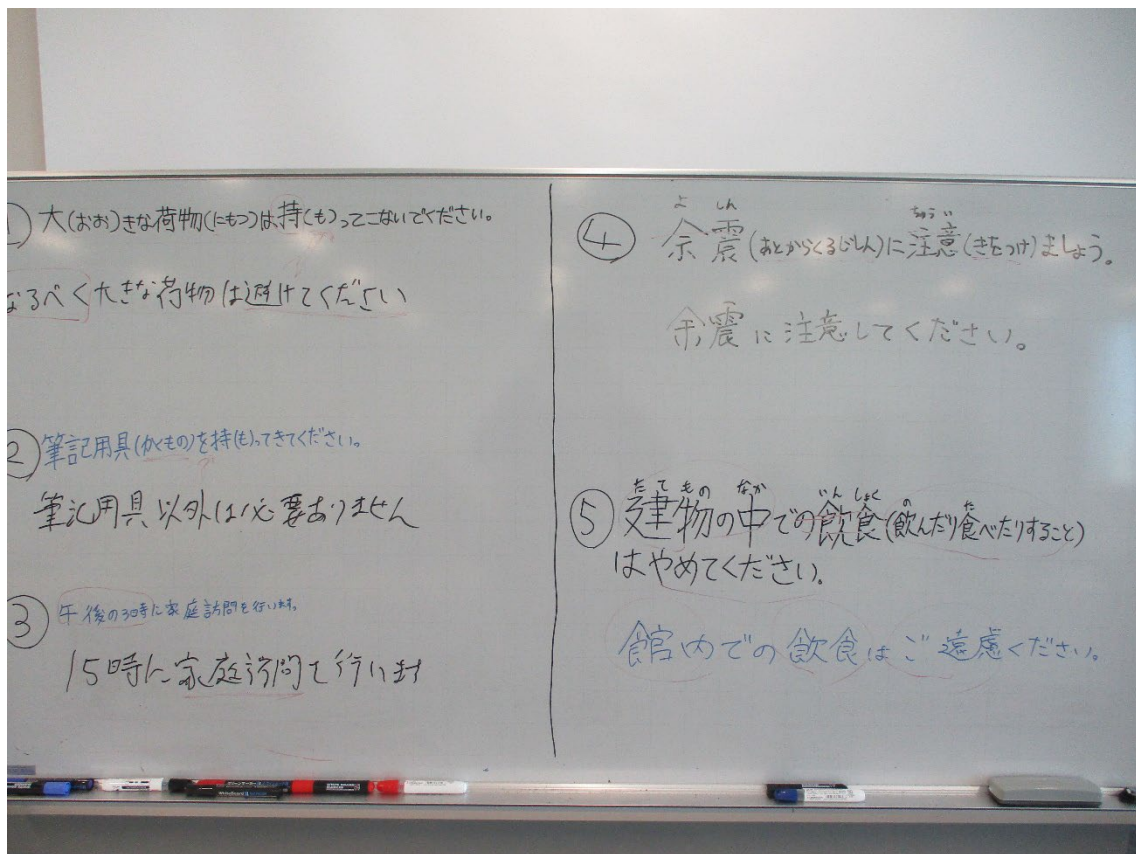 ① 大(おお)きな荷物(にもつ)は持(も)ってこないでください。
なるべく大きな荷物は避けてください
② 筆記用具(かくもの)を持(も)ってきてください。
筆記用具以外は必要ありません
③ 午後の3時に家庭訪問を行います。
15時に家庭訪問を行います
よ しん ちゅうい
④ 余震(あとからくるじしん)に注意(きをつけ)ましょう。
余震に注意してください。
たてもの なか いんしょく の た
⑤ 建物の中での飲食(飲んだり食べたりすること)
はやめてください。
館内での飲食はご遠慮ください。